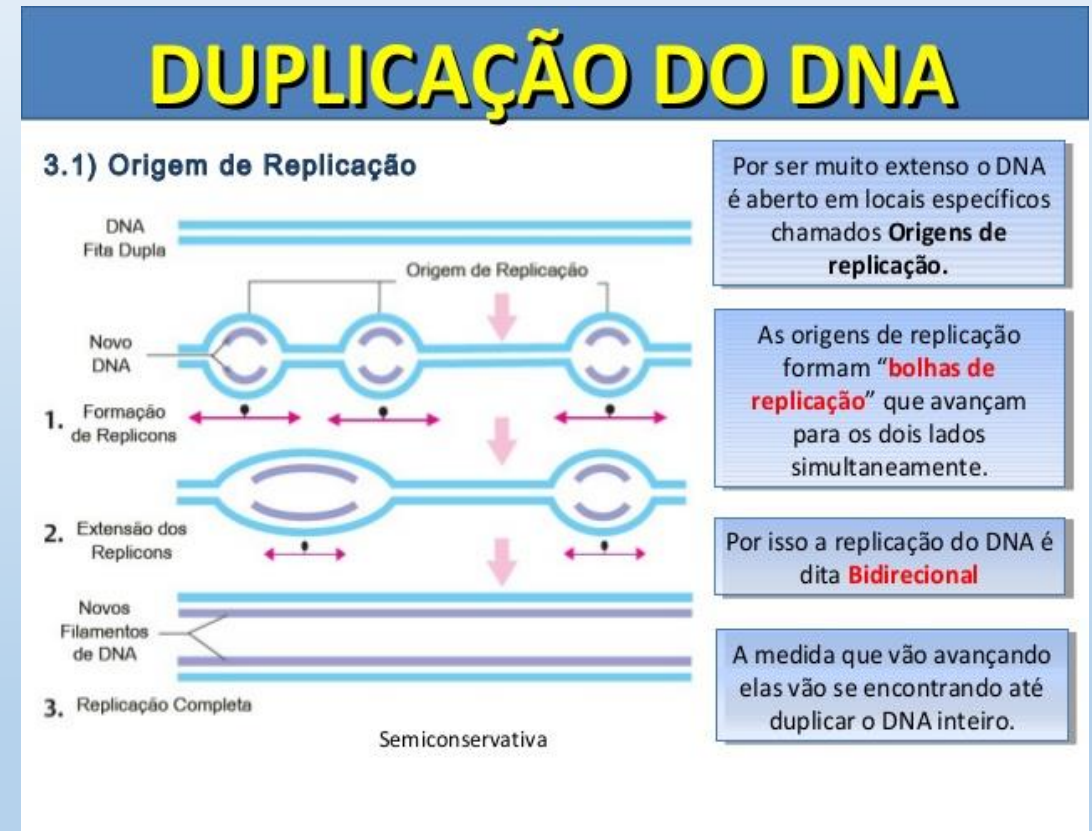 DUPLICAÇÃO DO DNA
3.1) Origem de Replicação
DNA
Fita Dupla
Origem de Replicação
Novo
DNA
1. Formação
de Replicons
2. Extensão dos
Replicons
Novos
Filamentos
de DNA
3. Replicação Completa
Semiconservativa
Por ser muito extenso o DNA
é aberto em locais específicos
chamados Origens de
replicação.
As origens de replicação
formam “bolhas de
replicação” que avançam
para os dois lados
simultaneamente.
Por isso a replicação do DNA é
dita Bidirecional
A medida que vão avançando
elas vão se encontrando até
duplicar o DNA inteiro.